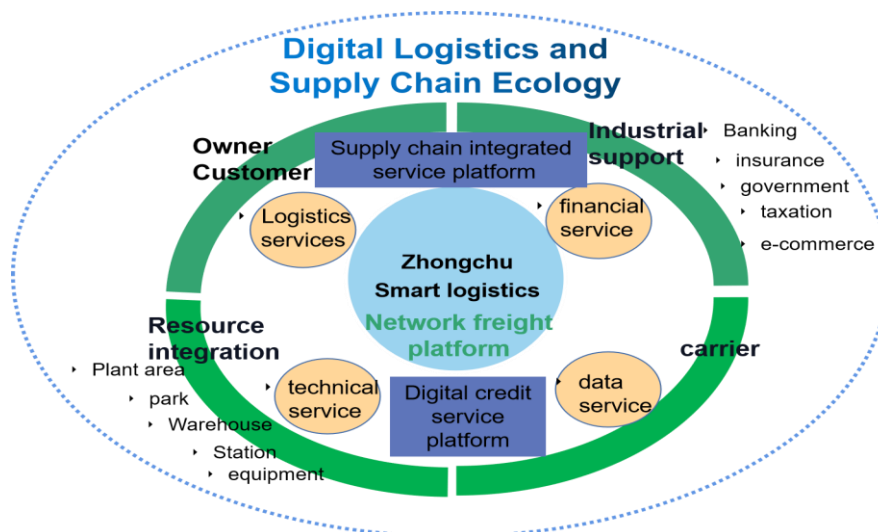 Digital Logistics and
Supply Chain Ecology
Owner
Customer
Supply chain integrated
service platform
Industrial
support
Banking
insurance
government
taxation
e-commerce
Logistics
services
financial
service
Zhongchu
Smart logistics
Network freight
platform
Resource
integration
carrier
Plant area
park
Warehouse
Station
equipment
technical
service
Digital credit
service
platform
data
service